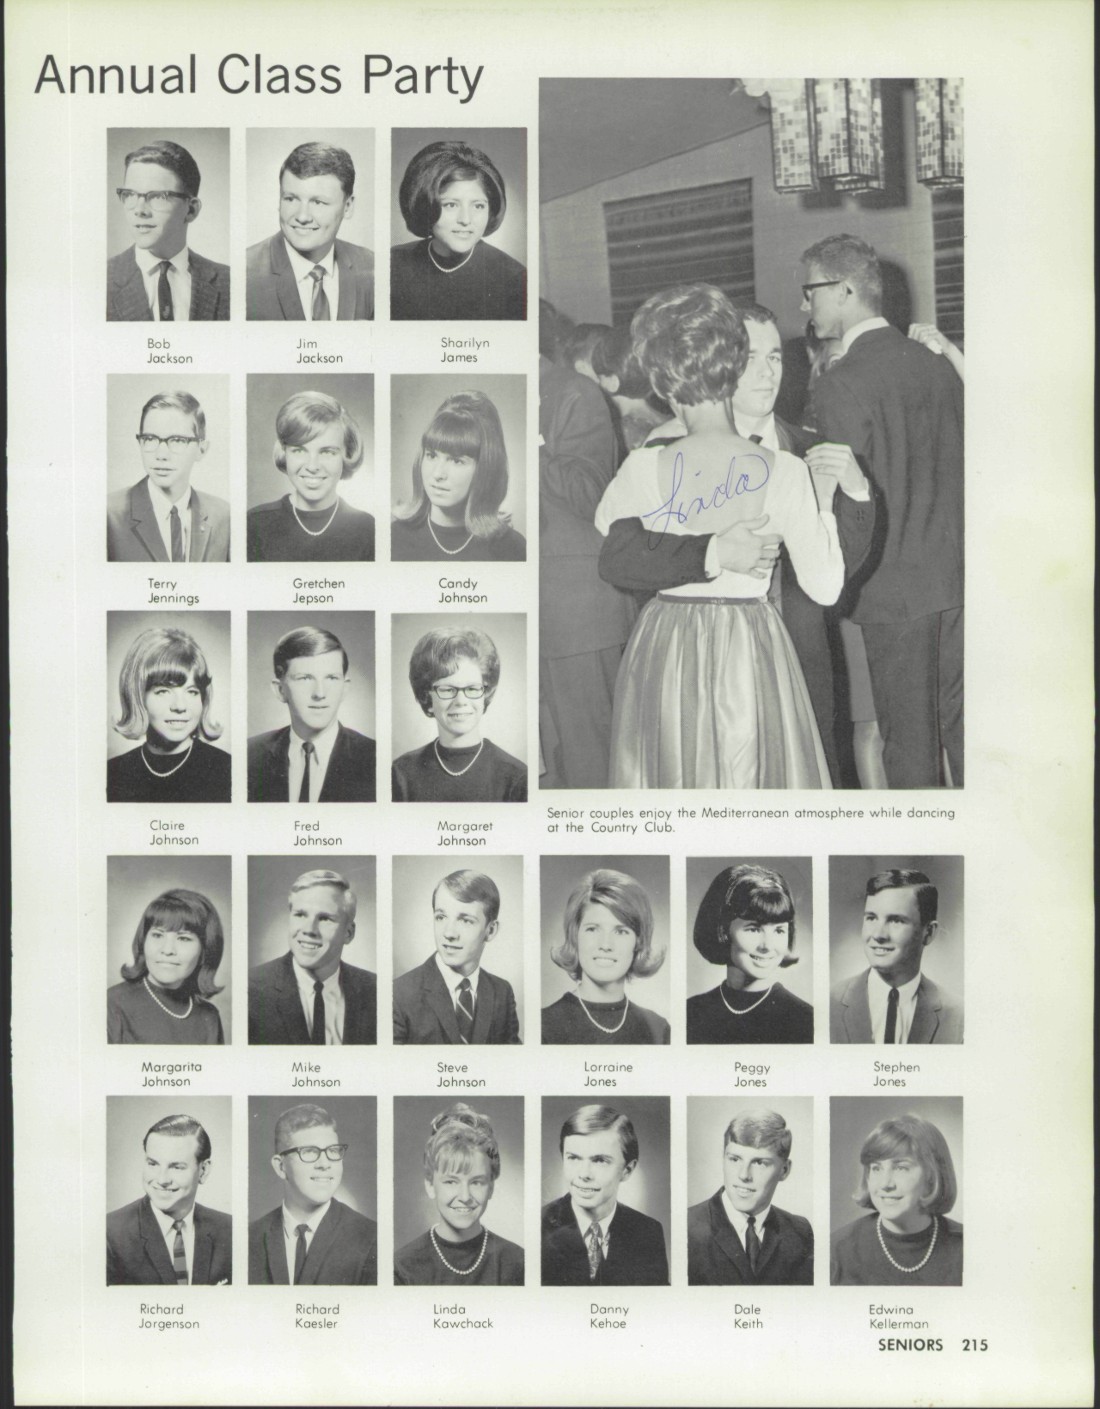 Annual Class Party
Bob
Jackson
Jim
Jackson
Sharilyn
James
Terry
Jennings
Gretchen
Jepson
Candy
Johnson
Linda
Claire
Johnson
Fred
Johnson
Margaret
Johnson
Senior couples enjoy the Mediterranean atmosphere while dancing
at the Country Club.
Margarita
Johnson
Mike
Johnson
Steve
Johnson
Lorraine
Jones
Peggy
Jones
Stephen
Jones
Richard
Jorgenson
Richard
Kaesler
Linda
Kawchack
Danny
Kehoe
Dale
Keith
Edwina
Kellerman
SENIORS 215